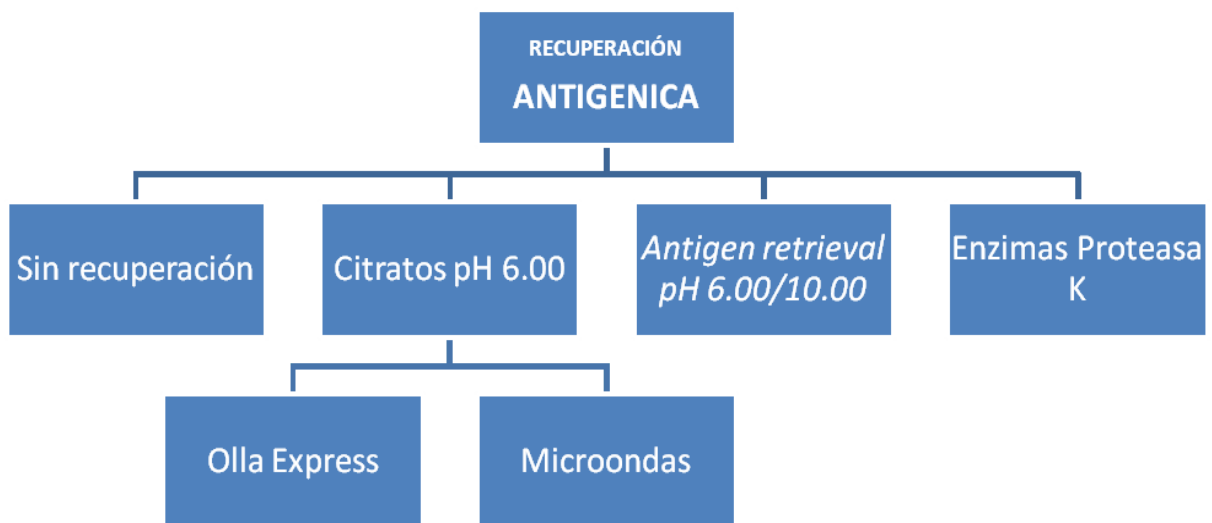 RECUPERACIÓN
ANTIGENICA
Sin recuperación
Citratos pH 6.00
Antigen retrieval
pH 6.00/10.00
Enzimas Proteasa
K
Olla Express
Microondas